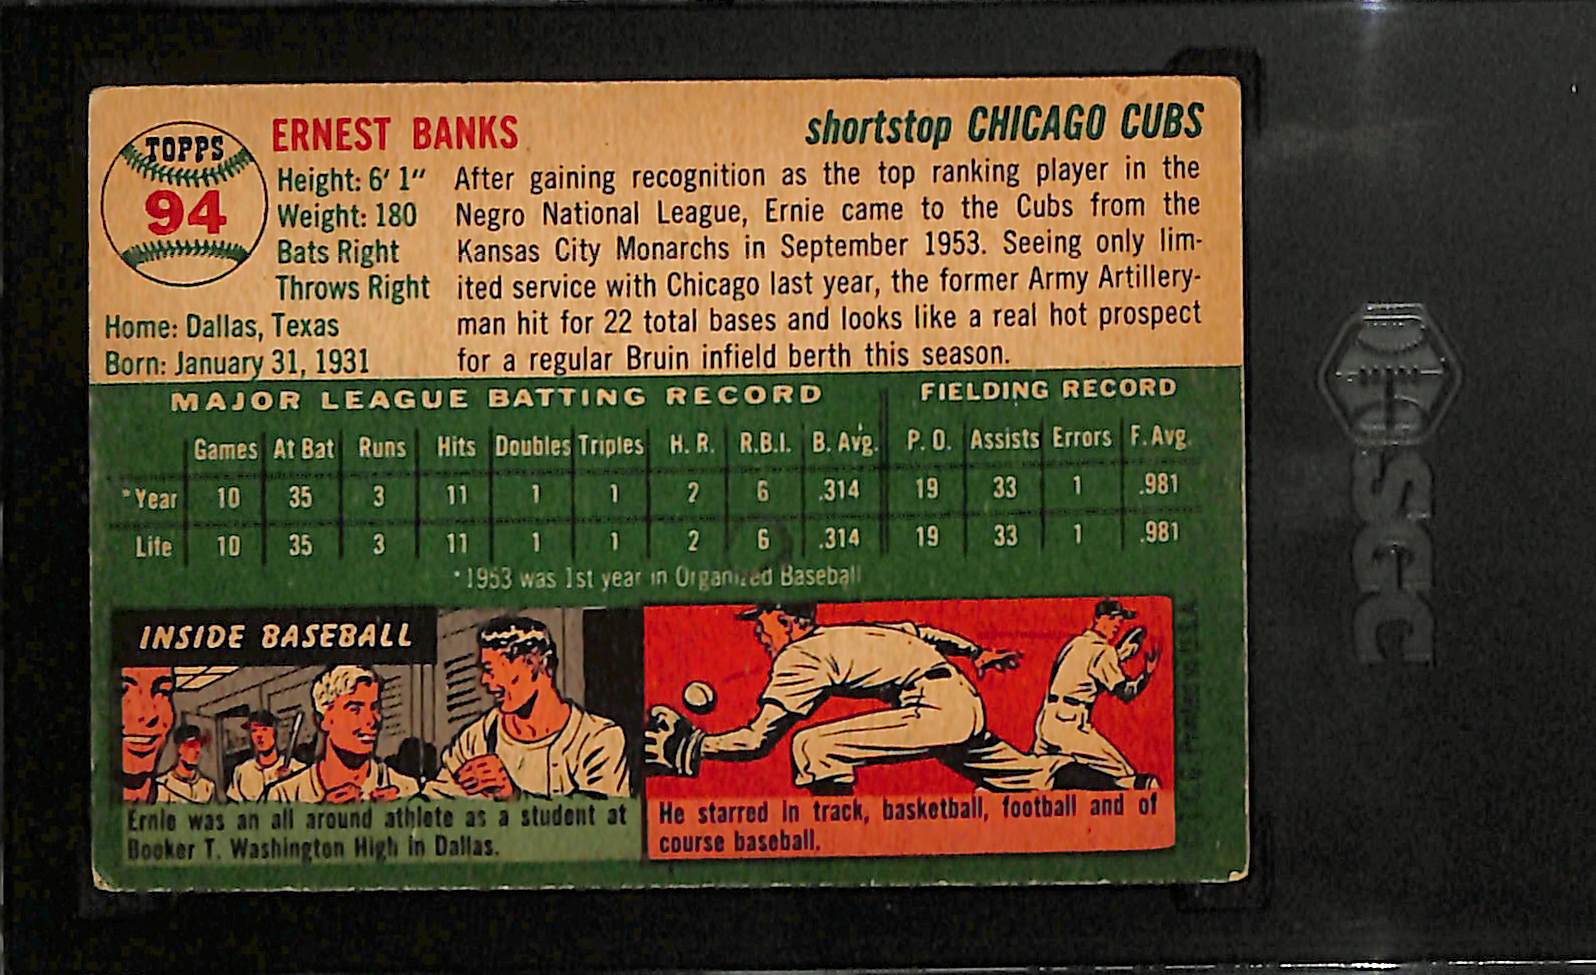 TOPPS
94
ERNEST BANKS
shortstop CHICAGO CUBS
Height: 6' 1"
Weight: 180
Bats Right
Throws Right
Home: Dallas, Texas
Born: January 31, 1931
After gaining recognition as the top ranking player in the
Negro National League, Ernie came to the Cubs from the
Kansas City Monarchs in September 1953. Seeing only lim-
ited service with Chicago last year, the former Army Artillery-
man hit for 22 total bases and looks like a real hot prospect
for a regular Bruin infield berth this season.
MAJOR LEAGUE BATTING RECORD FIELDING RECORD
Games At Bat Runs Hits Doubles Triples H. R. R.B.I. B. Avg. P. O. Assists Errors F. Avg.
*Year 10 35 3 11 1 1 2 6 .314 19 33 1 .981
Life 10 35 3 11 1 1 2 6 .314 19 33 1 .981
*1953 was 1st year in Organized Baseball
INSIDE BASEBALL
Ernie was an all around athlete as a student at
Booker T. Washington High in Dallas.
He starred in track, basketball, football and of
course baseball.
SGC